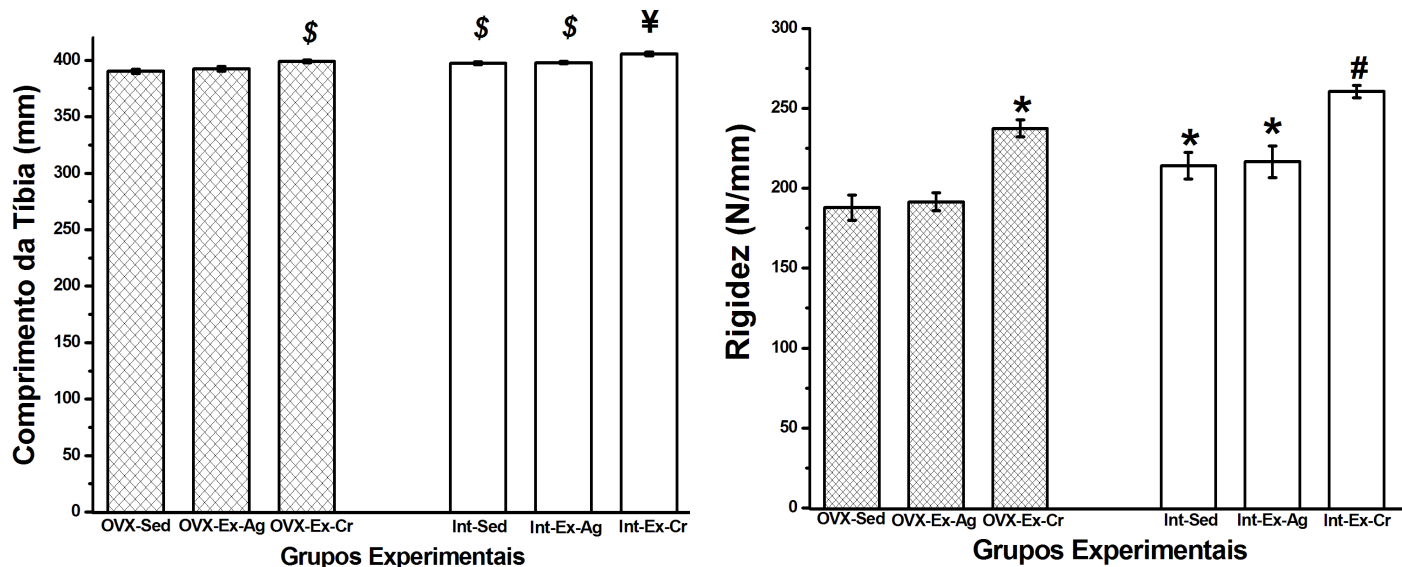 $ $ $ ¥
Comprimento da Tíbia (mm)
400
350
300
250
200
150
100
50
0
OVX-Sed OVX-Ex-Ag OVX-Ex-Cr Int-Sed Int-Ex-Ag Int-Ex-Cr
Grupos Experimentais
Rigidez (N/mm)
300
250
200
150
100
50
0
* * * #
OVX-Sed OVX-Ex-Ag OVX-Ex-Cr Int-Sed Int-Ex-Ag Int-Ex-Cr
Grupos Experimentais